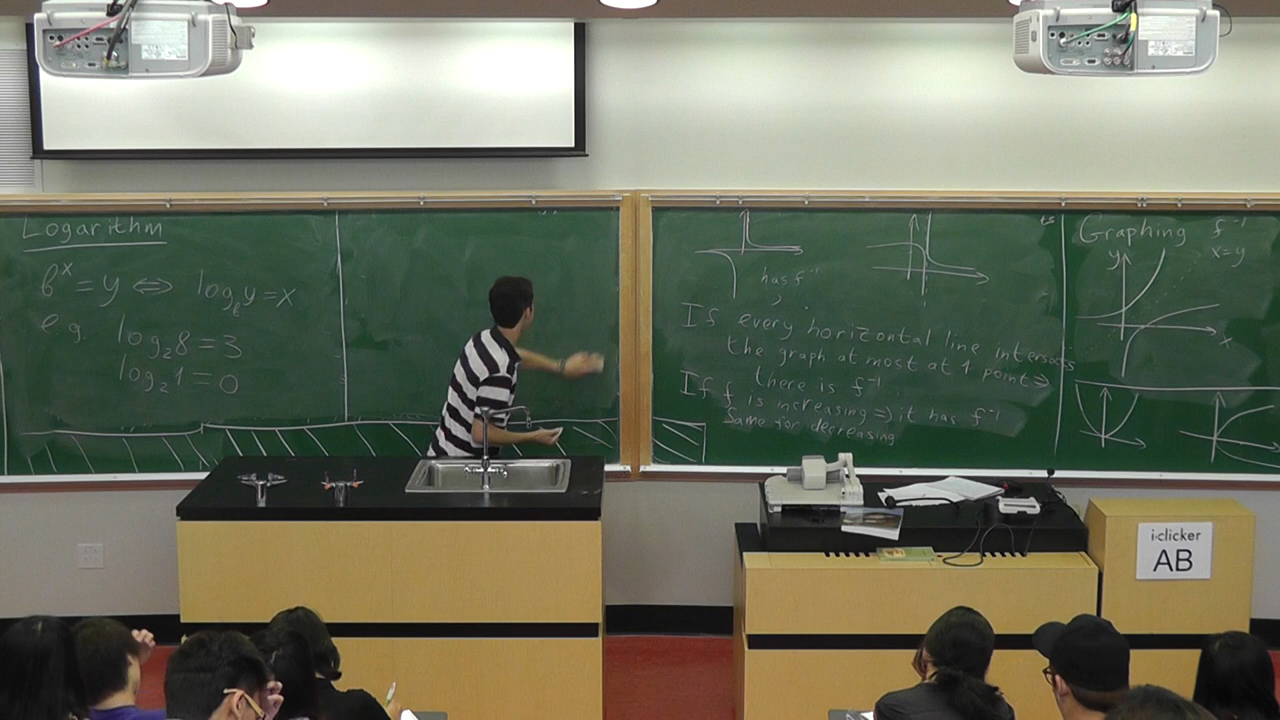 Logarithm
b^x = y ⇔ log_b y = x
e.g. log_2 8 = 3
log_2 1 = 0
has f^-1
If every horizontal line intersects
the graph at most at 1 point ⇒
there is f^-1
If f is increasing ⇒ it has f^-1
Same for decreasing
Graphing f^-1
x=y
y
x
i·clicker
AB